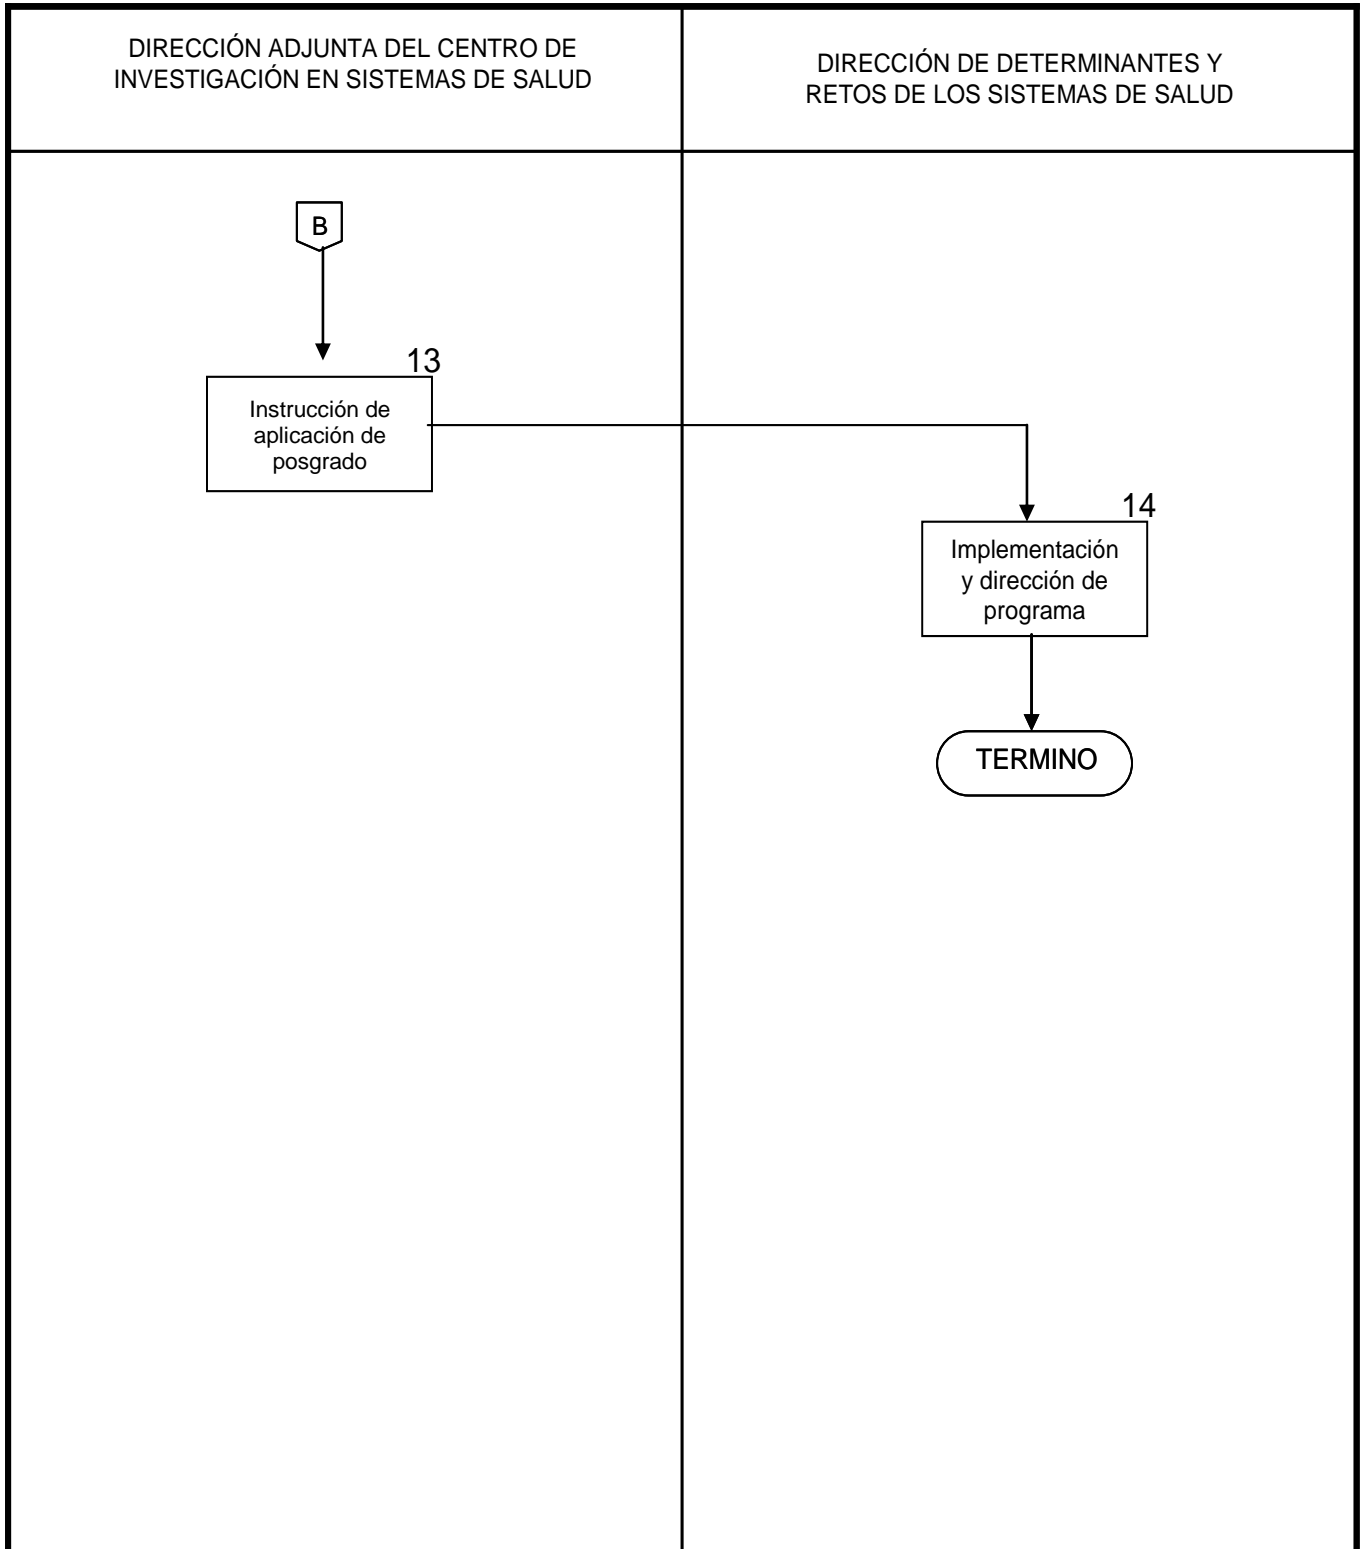 DIRECCIÓN ADJUNTA DEL CENTRO DE
INVESTIGACIÓN EN SISTEMAS DE SALUD
DIRECCIÓN DE DETERMINANTES Y
RETOS DE LOS SISTEMAS DE SALUD
B
13
Instrucción de
aplicación de
posgrado
14
Implementación
y dirección de
programa
TERMINO